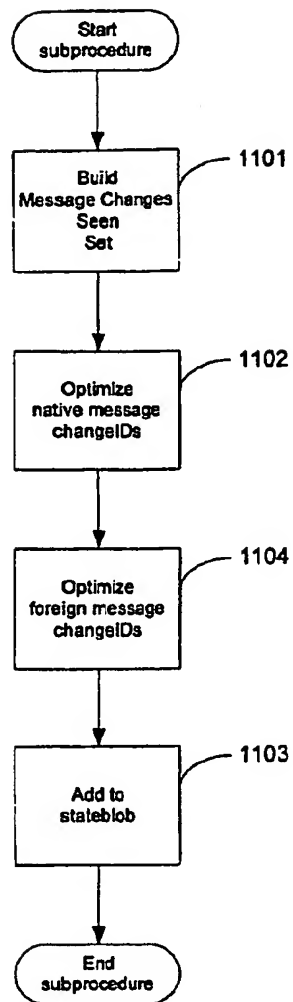 Start
subprocedure
1101
Build
Message Changes
Seen
Set
1102
Optimize
native message
changeIDs
1104
Optimize
foreign message
changeIDs
1103
Add to
stateblob
End
subprocedure